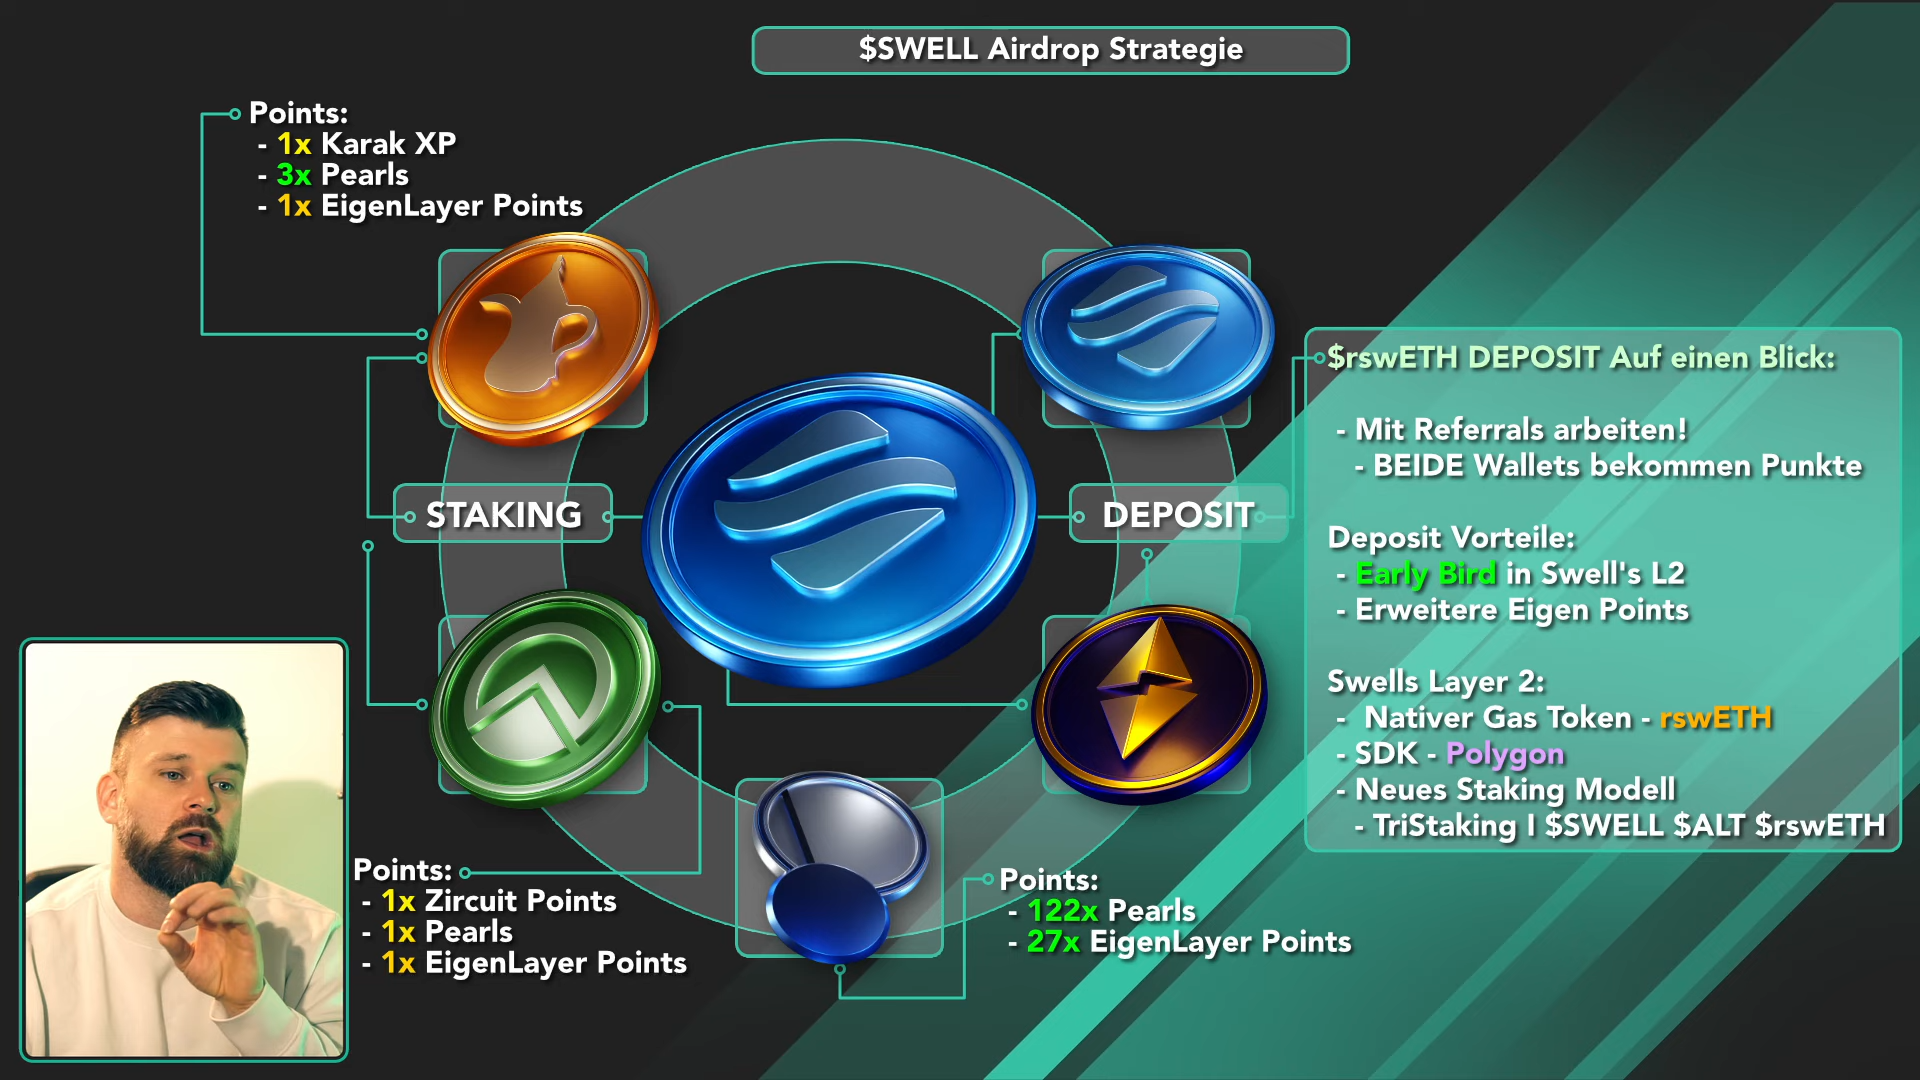 $SWELL Airdrop Strategie
Points:
- 1x Karak XP
- 3x Pearls
- 1x EigenLayer Points
STAKING
DEPOSIT
Points:
- 1x Zircuit Points
- 1x Pearls
- 1x EigenLayer Points
Points:
- 122x Pearls
- 27x EigenLayer Points
$rswETH DEPOSIT Auf einen Blick:
- Mit Referrals arbeiten!
- BEIDE Wallets bekommen Punkte
Deposit Vorteile:
- Early Bird in Swell's L2
- Erweitere Eigen Points
Swells Layer 2:
- Nativer Gas Token - rswETH
- SDK - Polygon
- Neues Staking Modell
- TriStaking I $SWELL $ALT $rswETH